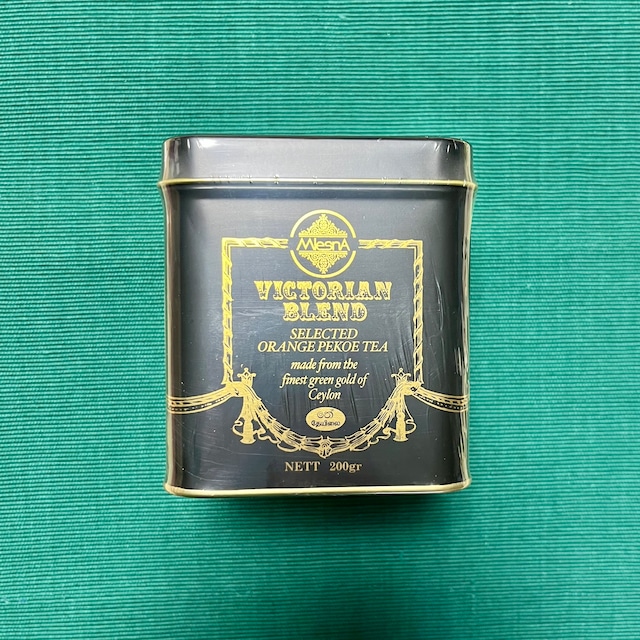 MlesnA
VICTORIAN
BLEND
SELECTED
ORANGE PEKOE TEA
made from the
finest green gold of
Ceylon
තේ
தேயிலை
NETT 200gr